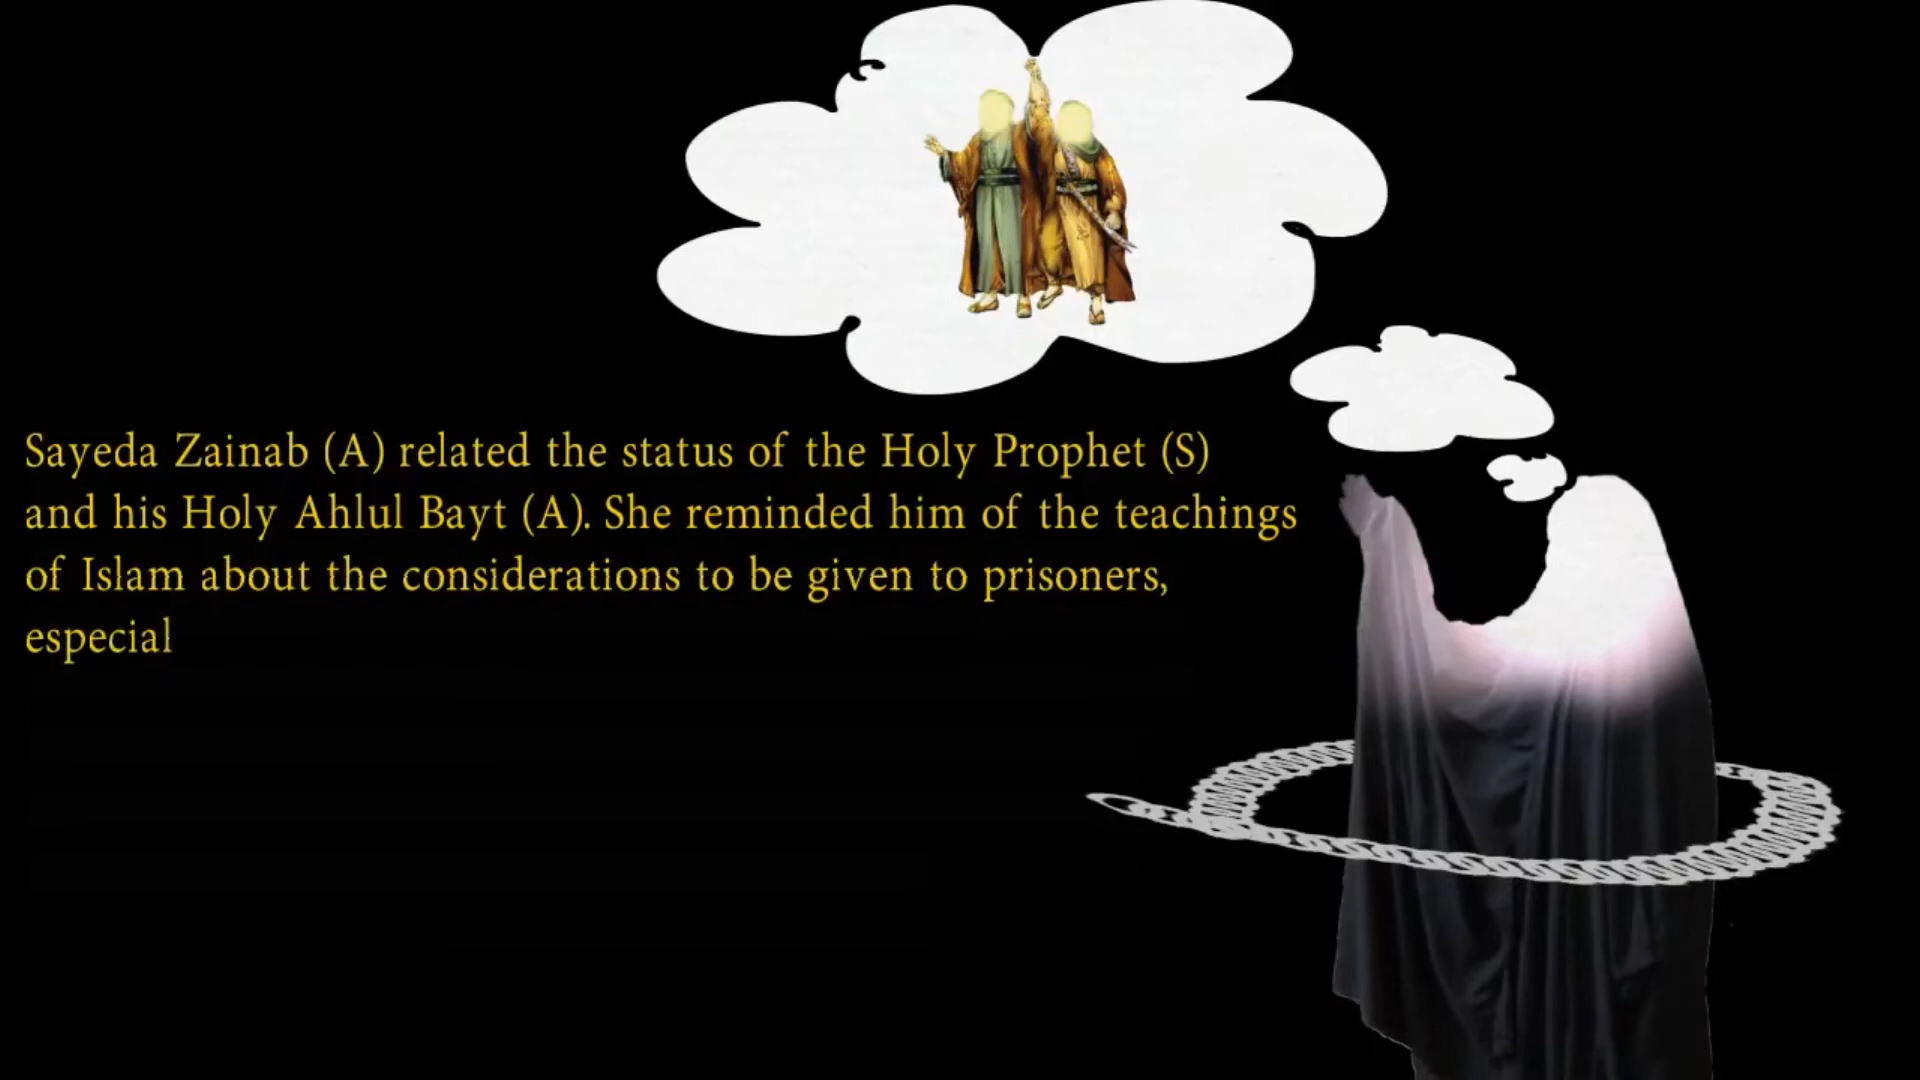 Sayeda Zainab (A) related the status of the Holy Prophet (S)
and his Holy Ahlul Bayt (A). She reminded him of the teachings
of Islam about the considerations to be given to prisoners,
especial